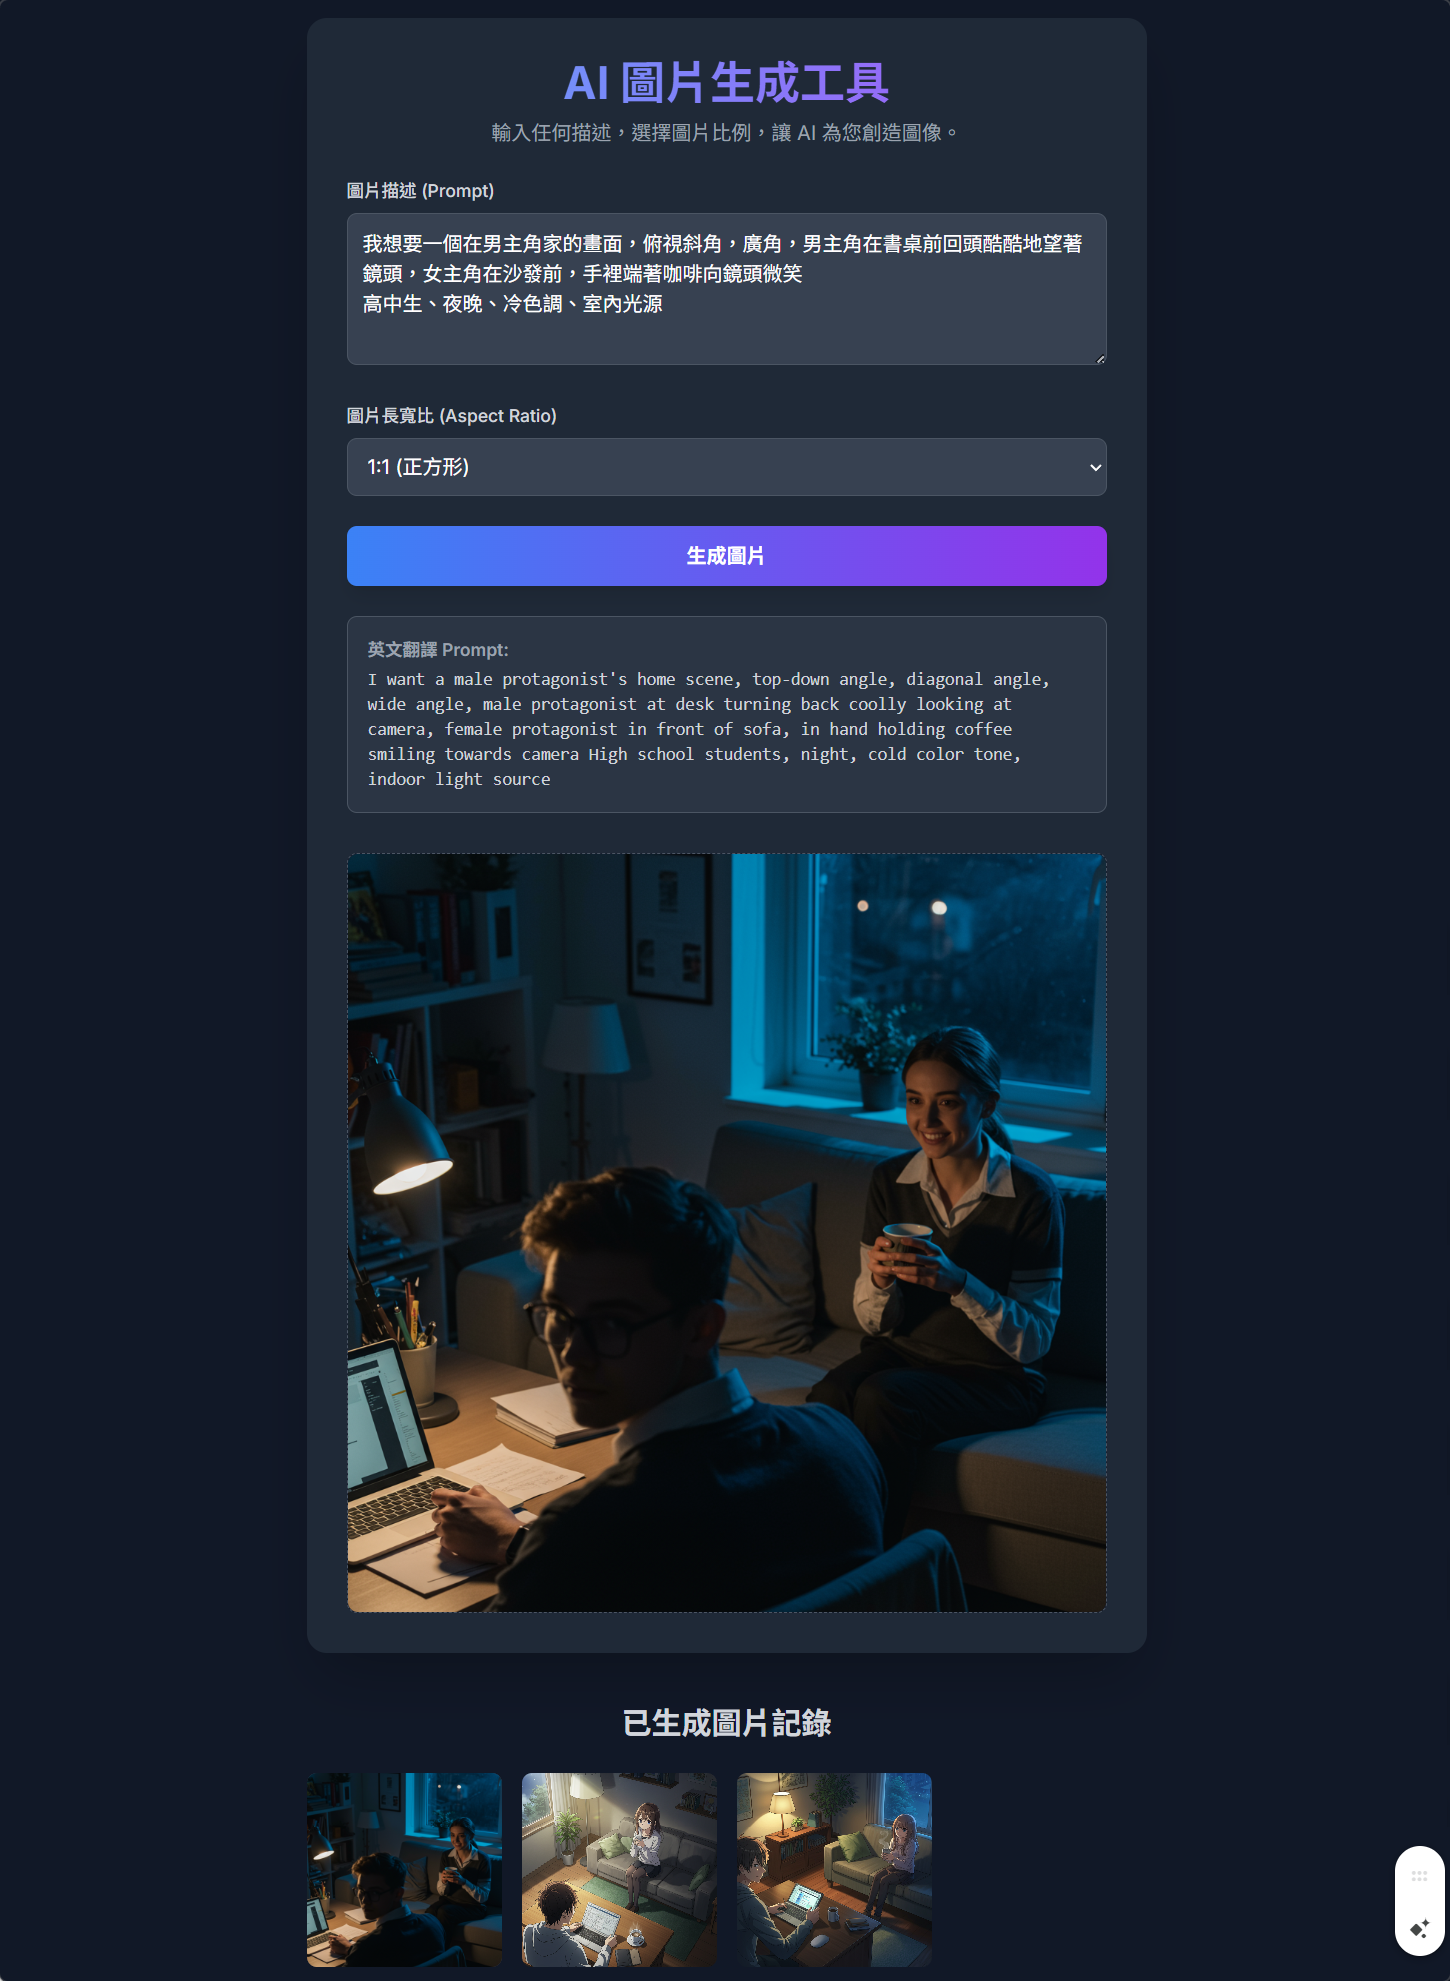 AI 圖片生成工具
輸入任何描述，選擇圖片比例，讓 AI 為您創造圖像。
圖片描述 (Prompt)
我想要一個在男主角家的畫面，俯視斜角，廣角，男主角在書桌前回頭酷酷地望著
鏡頭，女主角在沙發前，手裡端著咖啡向鏡頭微笑
高中生、夜晚、冷色調、室內光源
圖片長寬比 (Aspect Ratio)
1:1 (正方形)
生成圖片
英文翻譯 Prompt:
I want a male protagonist's home scene, top-down angle, diagonal angle,
wide angle, male protagonist at desk turning back coolly looking at
camera, female protagonist in front of sofa, in hand holding coffee
smiling towards camera High school students, night, cold color tone,
indoor light source
已生成圖片記錄